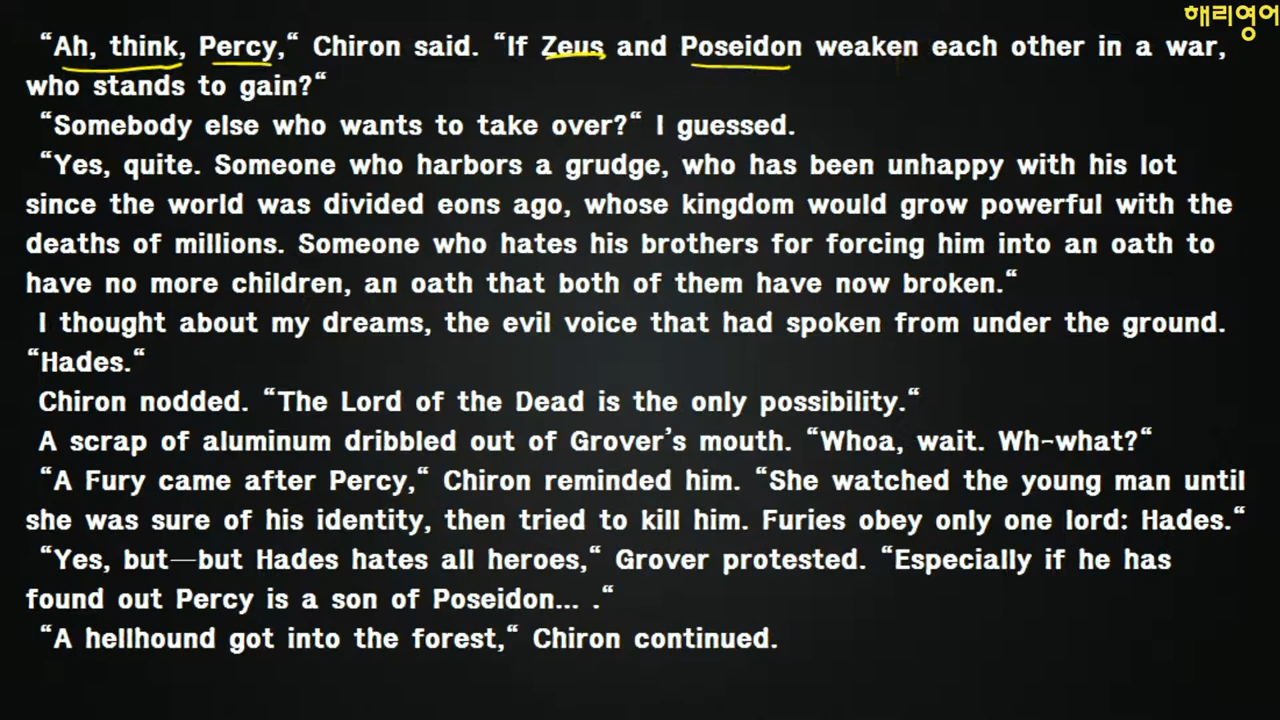 해리영어
“Ah, think, Percy,“ Chiron said. “If Zeus and Poseidon weaken each other in a war,
who stands to gain?“
“Somebody else who wants to take over?“ I guessed.
“Yes, quite. Someone who harbors a grudge, who has been unhappy with his lot
since the world was divided eons ago, whose kingdom would grow powerful with the
deaths of millions. Someone who hates his brothers for forcing him into an oath to
have no more children, an oath that both of them have now broken.“
I thought about my dreams, the evil voice that had spoken from under the ground.
“Hades.“
Chiron nodded. “The Lord of the Dead is the only possibility.“
A scrap of aluminum dribbled out of Grover’s mouth. “Whoa, wait. Wh-what?“
“A Fury came after Percy,“ Chiron reminded him. “She watched the young man until
she was sure of his identity, then tried to kill him. Furies obey only one lord: Hades.“
“Yes, but—but Hades hates all heroes,“ Grover protested. “Especially if he has
found out Percy is a son of Poseidon... .“
“A hellhound got into the forest,“ Chiron continued.